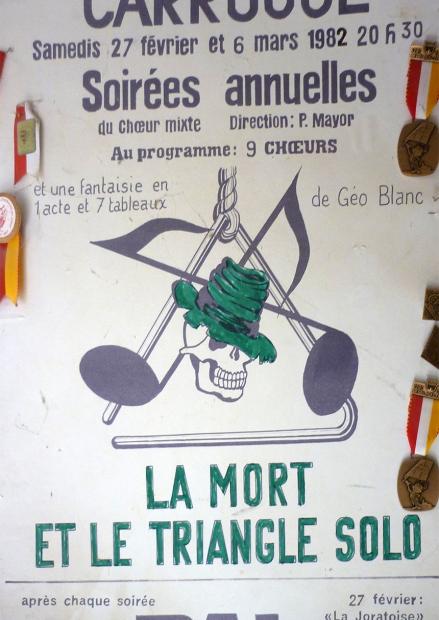 CARROUGE
Samedis 27 février et 6 mars 1982 20 h 30
Soirées annuelles
du chœur mixte Direction: P. Mayor
Au programme: 9 CHŒURS
et une fantaisie en
1 acte et 7 tableaux
de Géo Blanc
LA MORT
ET LE TRIANGLE SOLO
après chaque soirée
27 février:
«La Joratoise»
BAL